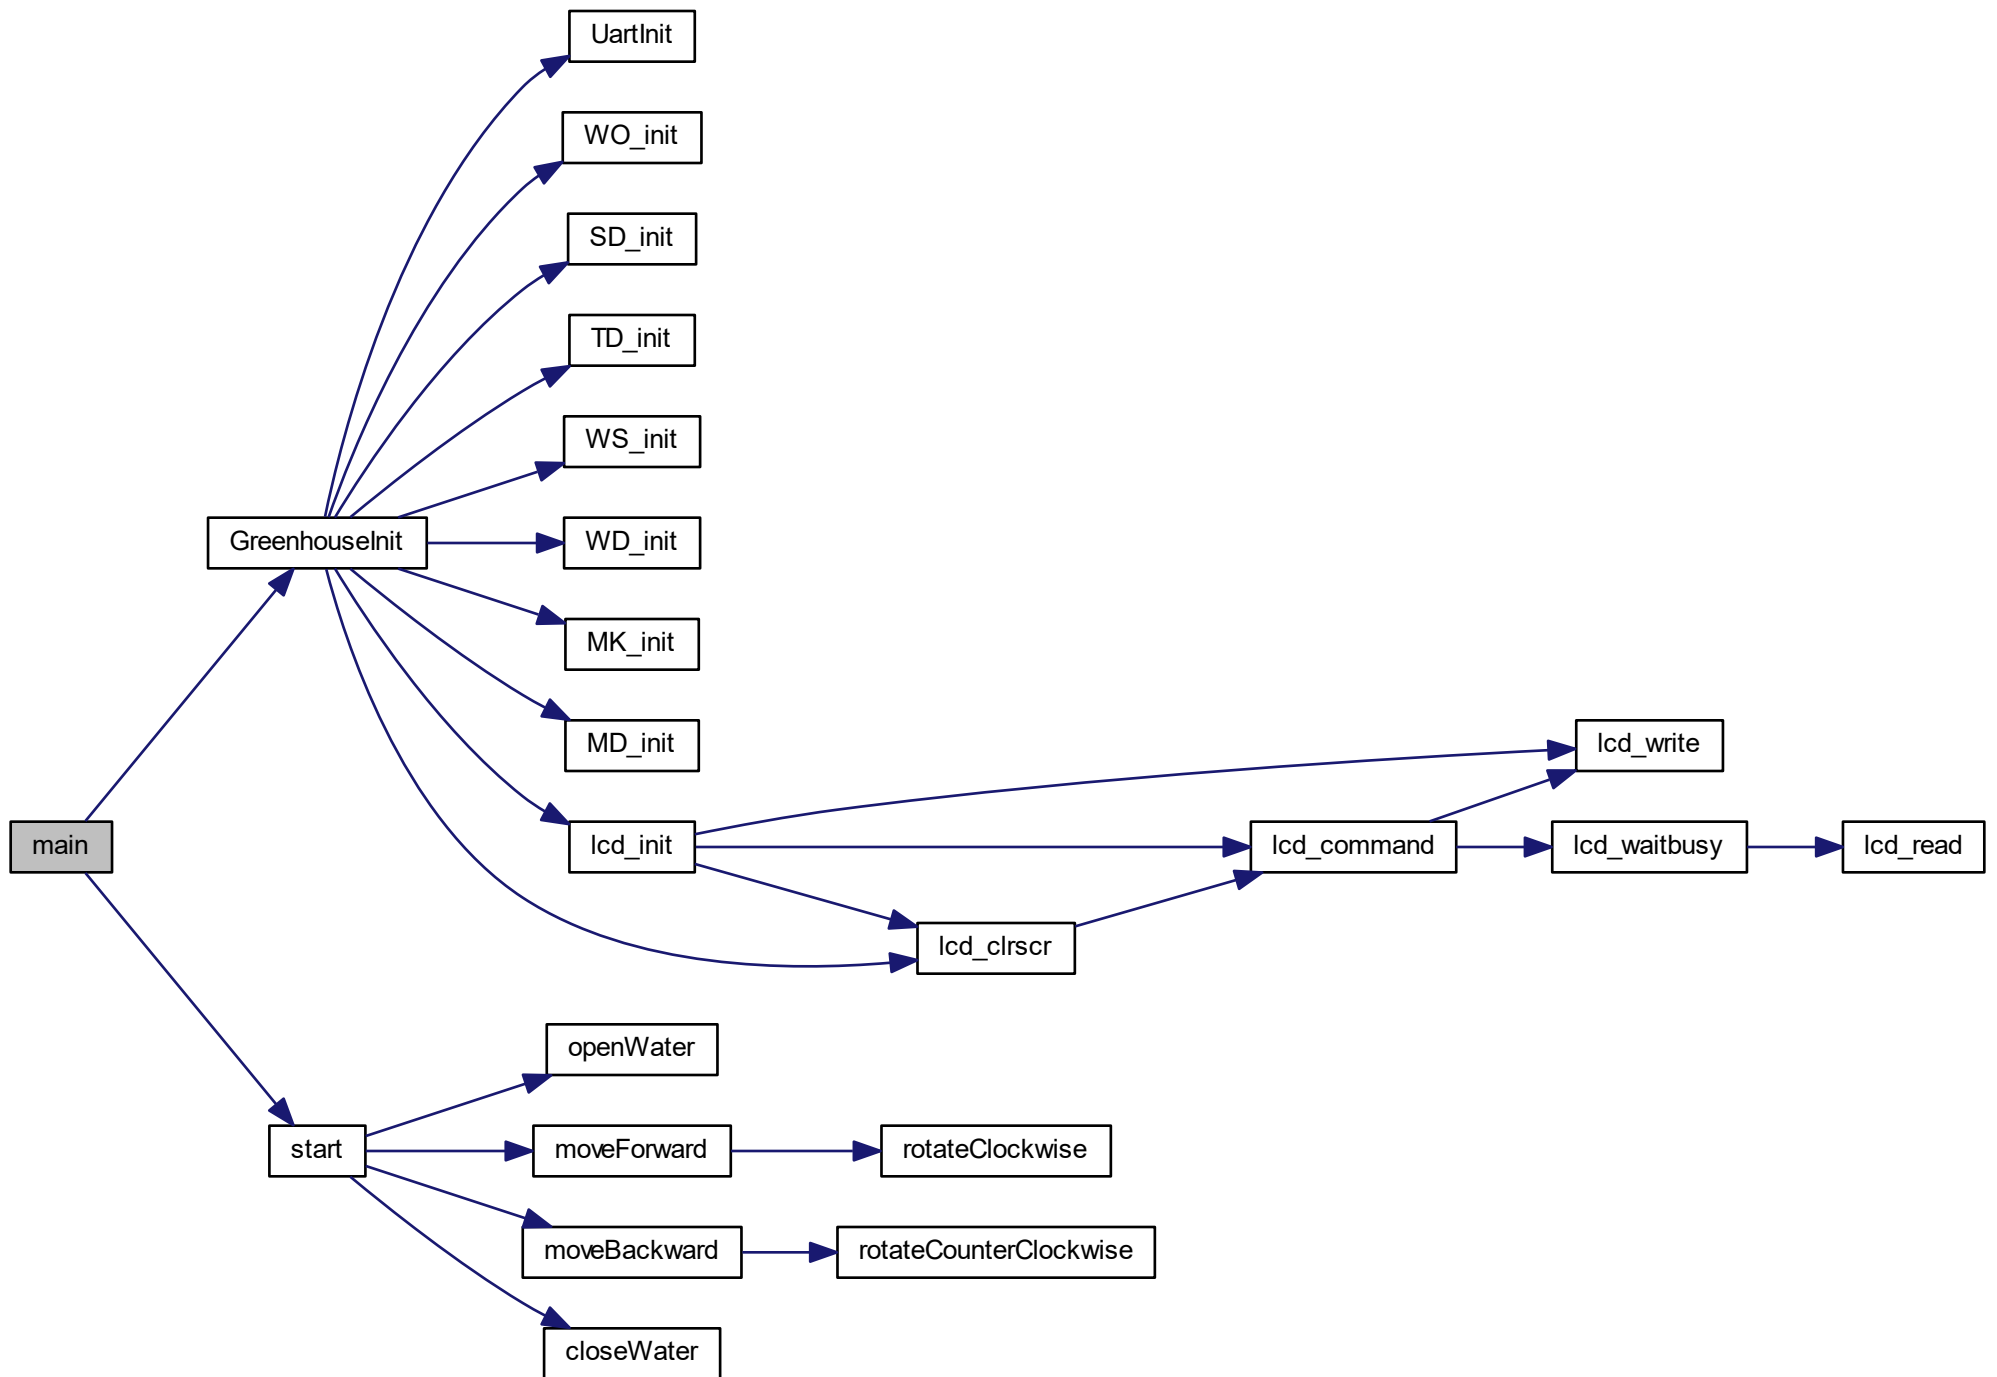 UartInit
WO_init
SD_init
TD_init
WS_init
GreenhouseInit
WD_init
MK_init
MD_init
lcd_write
main
lcd_init
lcd_command
lcd_waitbusy
lcd_read
lcd_clrscr
openWater
start
moveForward
rotateClockwise
moveBackward
rotateCounterClockwise
closeWater